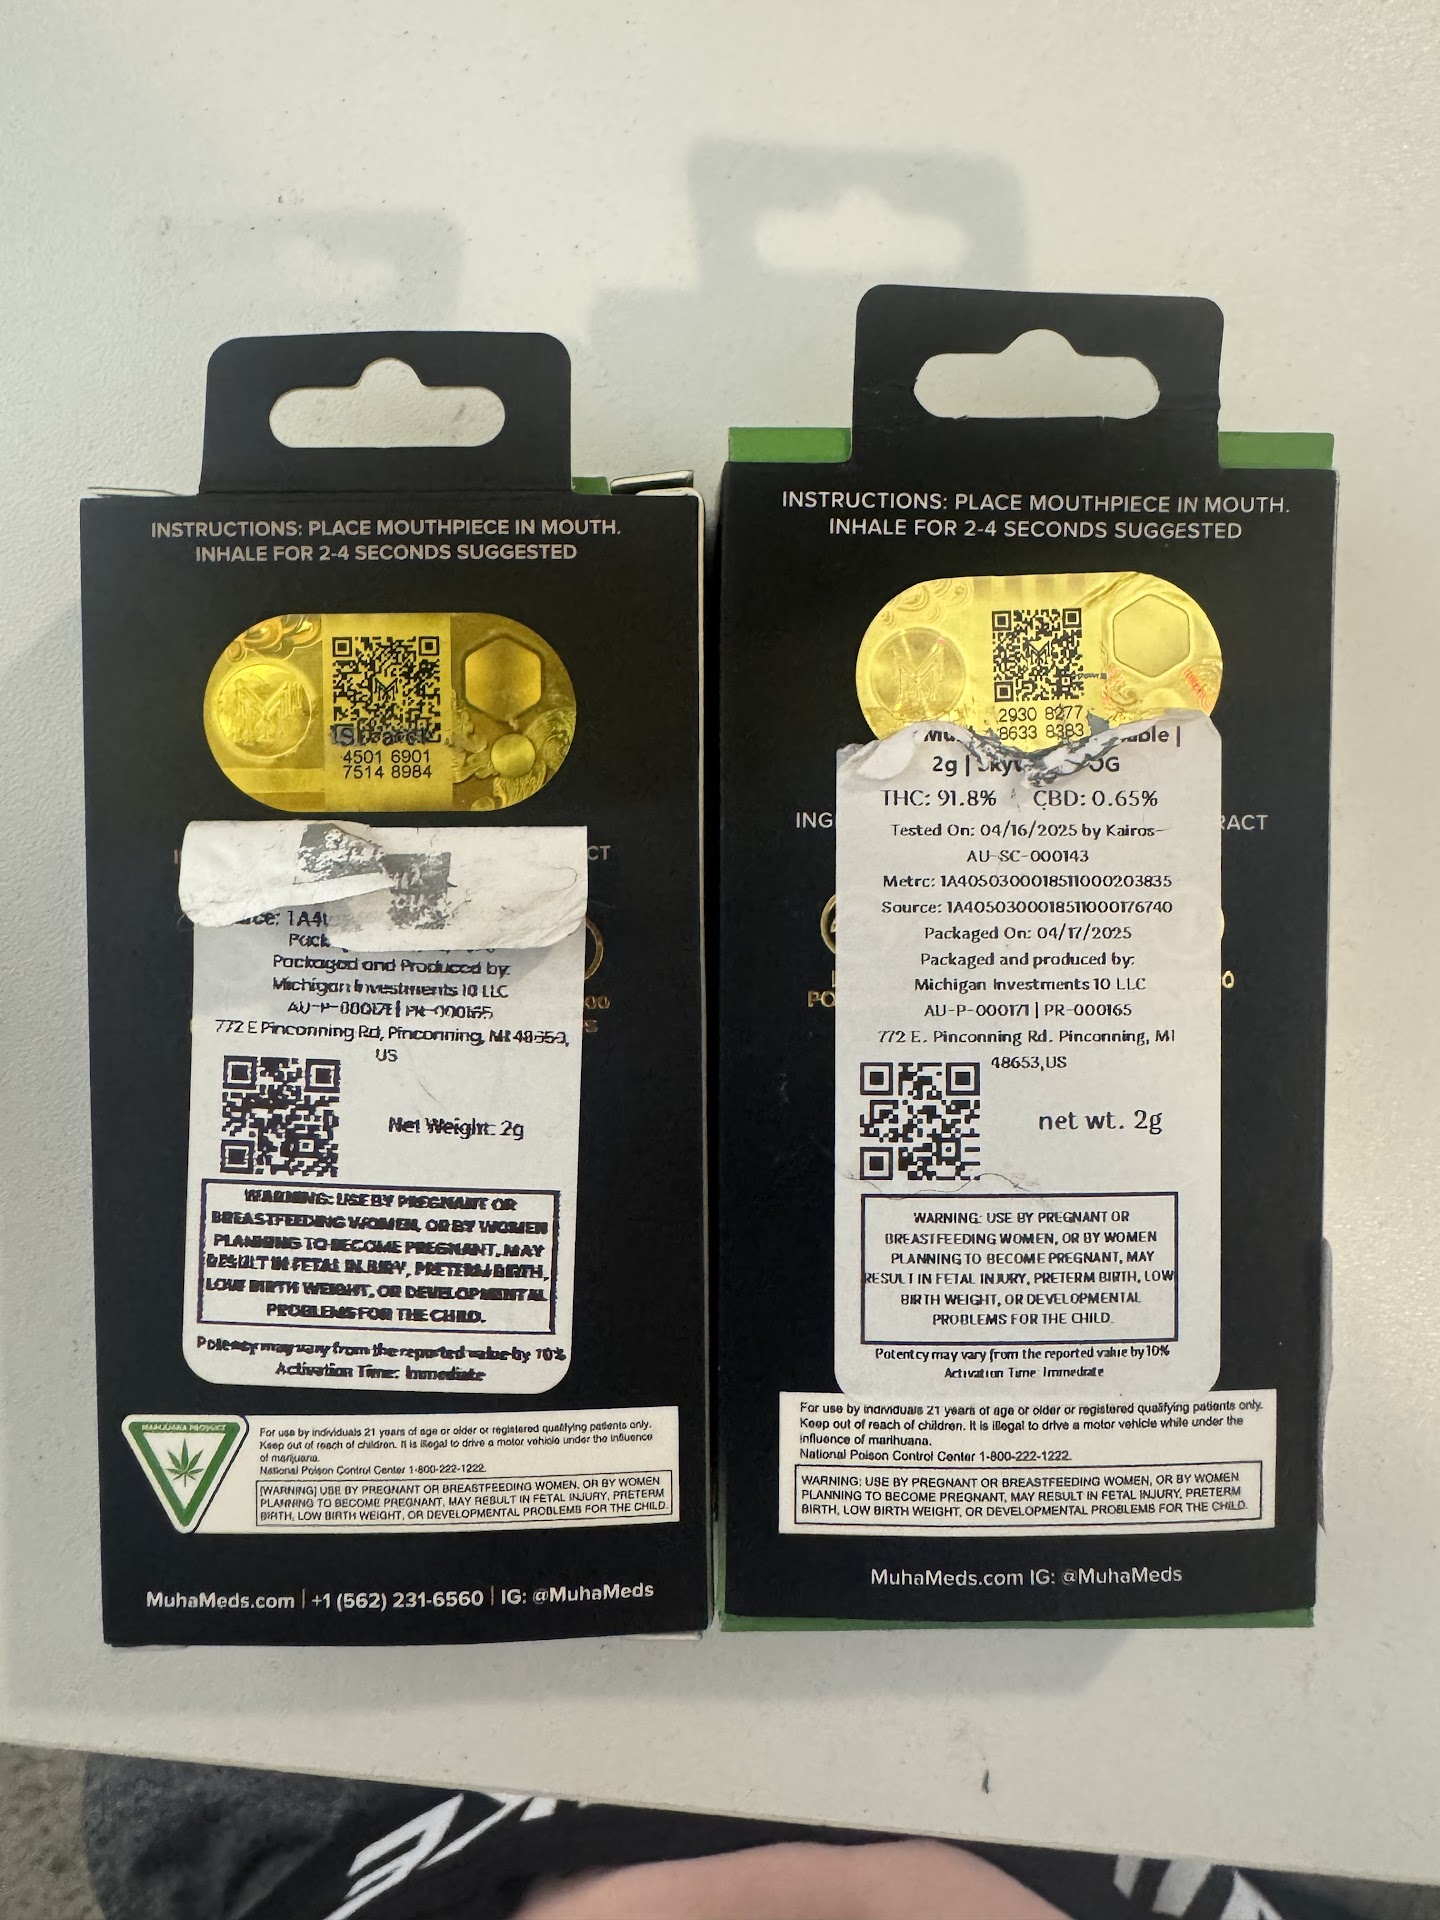 INSTRUCTIONS: PLACE MOUTHPIECE IN MOUTH.
INHALE FOR 2-4 SECONDS SUGGESTED
4501 6901
7514 8984
CT
1A4
Packaged and Produced by:
Michigan Investments 10 LLC
AU-P-000171 | PR-000165
772 E Pinconning Rd, Pinconning, MI 48653,
US
Net Weight: 2g
WARNING: USE BY PREGNANT OR
BREASTFEEDING WOMEN, OR BY WOMEN
PLANNING TO BECOME PREGNANT, MAY
RESULT IN FETAL INJURY, PRETERM BIRTH,
LOW BIRTH WEIGHT, OR DEVELOPMENTAL
PROBLEMS FOR THE CHILD.
Potency may vary from the reported value by 10%
Activation Time: Immediate
MARIJUANA PRODUCT
For use by individuals 21 years of age or older or registered qualifying patients only.
Keep out of reach of children. It is illegal to drive a motor vehicle under the influence
of marijuana.
National Poison Control Center 1-800-222-1222.
[WARNING] USE BY PREGNANT OR BREASTFEEDING WOMEN, OR BY WOMEN
PLANNING TO BECOME PREGNANT, MAY RESULT IN FETAL INJURY, PRETERM
BIRTH, LOW BIRTH WEIGHT, OR DEVELOPMENTAL PROBLEMS FOR THE CHILD.
MuhaMeds.com | +1 (562) 231-6560 | IG: @MuhaMeds
INSTRUCTIONS: PLACE MOUTHPIECE IN MOUTH.
INHALE FOR 2-4 SECONDS SUGGESTED
2930 8277
8633 8383
able |
2g | OG
THC: 91.8% CBD: 0.65%
ING RACT
Tested On: 04/16/2025 by Kairos-
AU-SC-000143
Metrc: 1A4050300018511000203835
Source: 1A4050300018511000176740
Packaged On: 04/17/2025
Packaged and produced by:
Michigan Investments 10 LLC
PO
AU-P-000171 | PR-000165
772 E. Pinconning Rd. Pinconning, MI
48653,US
net wt. 2g
WARNING: USE BY PREGNANT OR
BREASTFEEDING WOMEN, OR BY WOMEN
PLANNING TO BECOME PREGNANT, MAY
RESULT IN FETAL INJURY, PRETERM BIRTH, LOW
BIRTH WEIGHT, OR DEVELOPMENTAL
PROBLEMS FOR THE CHILD.
Potentcy may vary from the reported value by 10%
Activation Time: Immediate
For use by individuals 21 years of age or older or registered qualifying patients only.
Keep out of reach of children. It is illegal to drive a motor vehicle while under the
influence of marihuana.
National Poison Control Center 1-800-222-1222.
WARNING: USE BY PREGNANT OR BREASTFEEDING WOMEN, OR BY WOMEN
PLANNING TO BECOME PREGNANT, MAY RESULT IN FETAL INJURY, PRETERM
BIRTH, LOW BIRTH WEIGHT, OR DEVELOPMENTAL PROBLEMS FOR THE CHILD.
MuhaMeds.com IG: @MuhaMeds